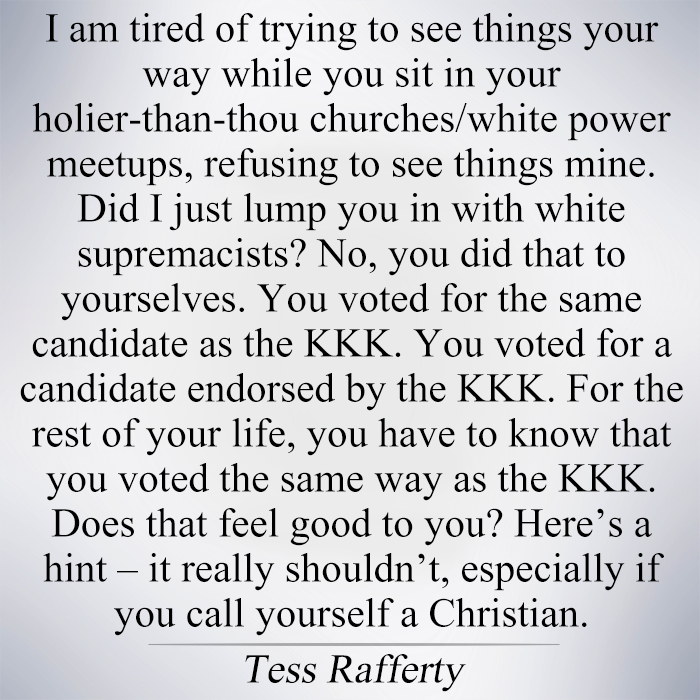 I am tired of trying to see things your
way while you sit in your
holier-than-thou churches/white power
meetups, refusing to see things mine.
Did I just lump you in with white
supremacists? No, you did that to
yourselves. You voted for the same
candidate as the KKK. You voted for a
candidate endorsed by the KKK. For the
rest of your life, you have to know that
you voted the same way as the KKK.
Does that feel good to you? Here’s a
hint – it really shouldn’t, especially if
you call yourself a Christian.
Tess Rafferty